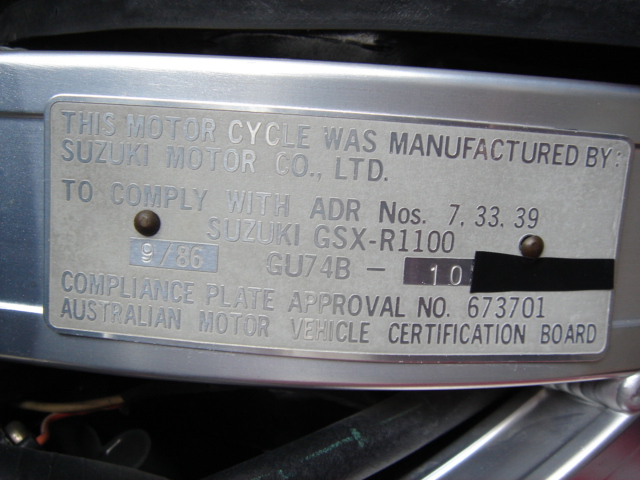 THIS MOTOR CYCLE WAS MANUFACTURED BY:
SUZUKI MOTOR CO., LTD.
TO COMPLY WITH ADR Nos. 7, 33. 39
SUZUKI GSX-R1100
9/86 GU74B - 10
COMPLIANCE PLATE APPROVAL NO. 673701
AUSTRALIAN MOTOR VEHICLE CERTIFICATION BOARD